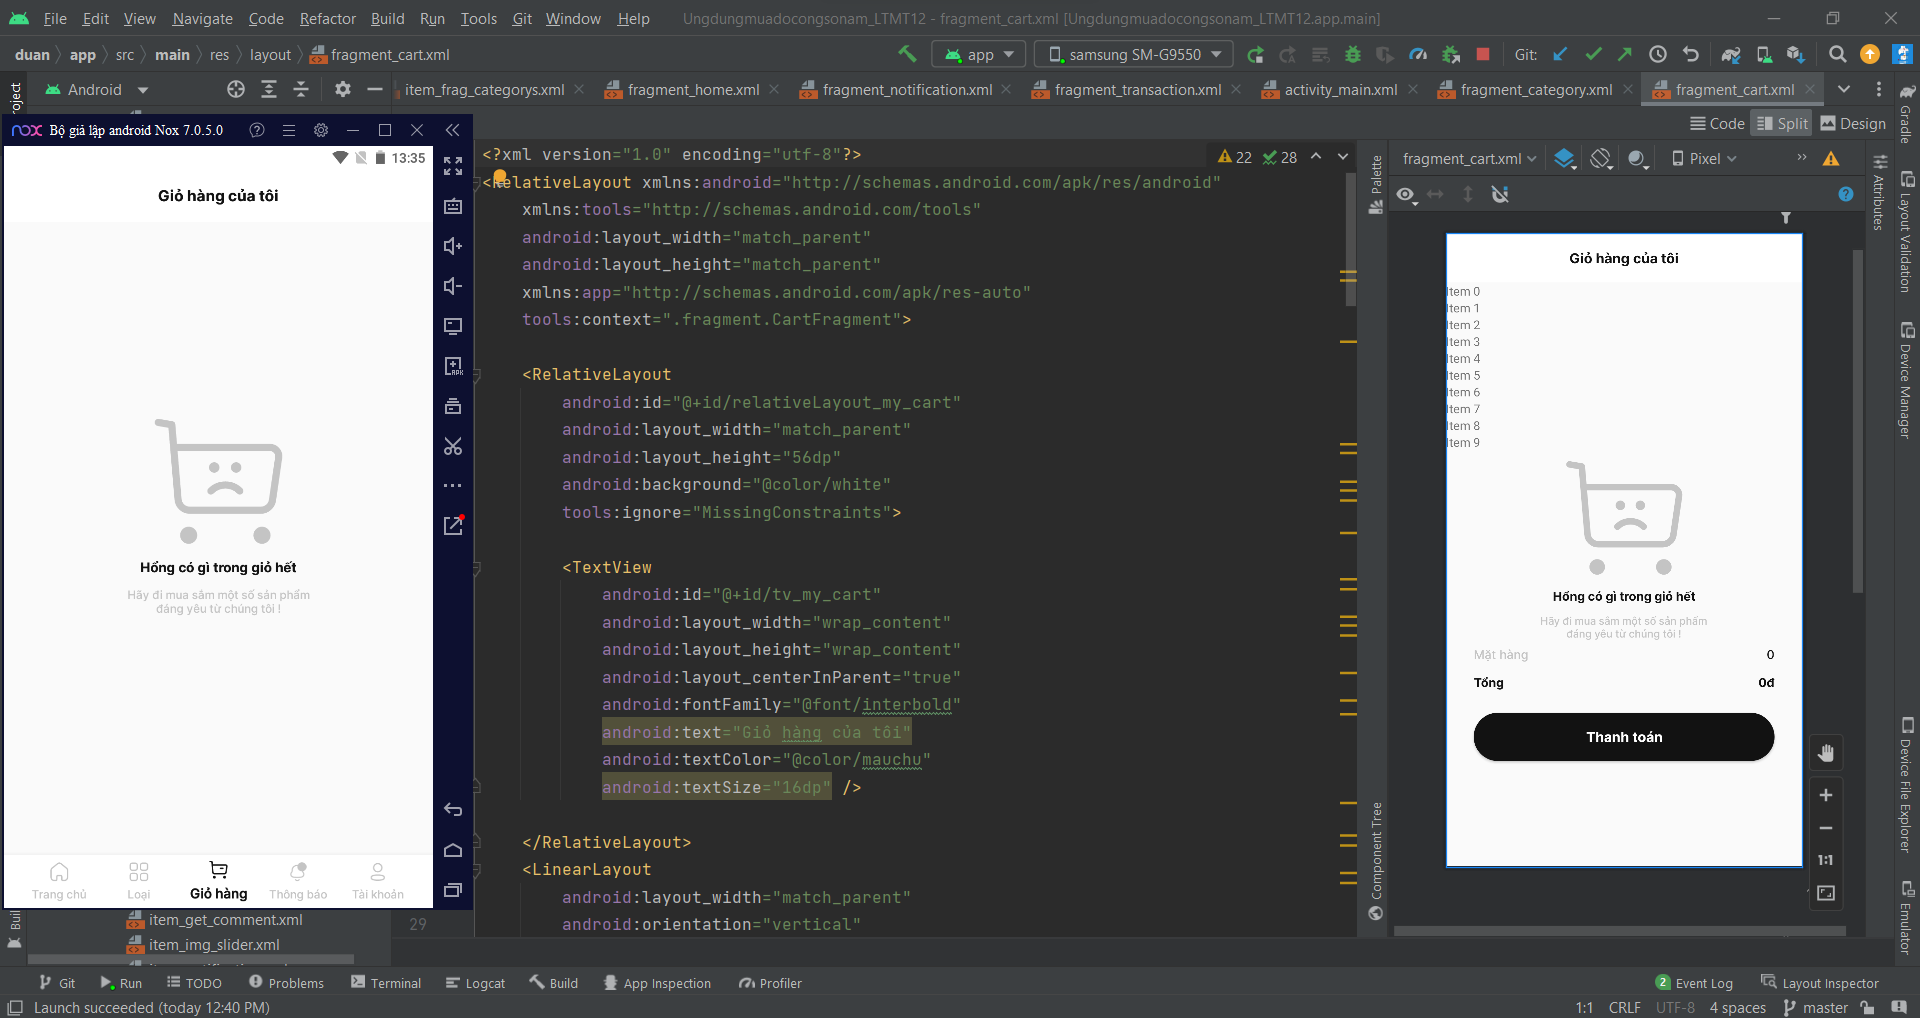 File Edit View Navigate Code Refactor Build Run Tools Git Window Help Ungdungmuadocongsonam_LTMT12 - fragment_cart.xml [Ungdungmuadocongsonam_LTMT12.app.main]
duan app src main res layout fragment_cart.xml app samsung SM-G9550 Git:
Android item_frag_categorys.xml fragment_home.xml fragment_notification.xml fragment_transaction.xml activity_main.xml fragment_category.xml fragment_cart.xml
Code Split Design
nox Bộ giả lập android Nox 7.0.5.0
13:35
Giỏ hàng của tôi
Hổng có gì trong giỏ hết
Hãy đi mua sắm một số sản phẩm
đáng yêu từ chúng tôi !
Trang chủ Loại Giỏ hàng Thông báo Tài khoản
item_get_comment.xml
item_img_slider.xml
<?xml version="1.0" encoding="utf-8"?>
<RelativeLayout xmlns:android="http://schemas.android.com/apk/res/android"
xmlns:tools="http://schemas.android.com/tools"
android:layout_width="match_parent"
android:layout_height="match_parent"
xmlns:app="http://schemas.android.com/apk/res-auto"
tools:context=".fragment.CartFragment">
<RelativeLayout
android:id="@+id/relativeLayout_my_cart"
android:layout_width="match_parent"
android:layout_height="56dp"
android:background="@color/white"
tools:ignore="MissingConstraints">
<TextView
android:id="@+id/tv_my_cart"
android:layout_width="wrap_content"
android:layout_height="wrap_content"
android:layout_centerInParent="true"
android:fontFamily="@font/interbold"
android:text="Giỏ hàng của tôi"
android:textColor="@color/mauchu"
android:textSize="16dp" />
</RelativeLayout>
<LinearLayout
android:layout_width="match_parent"
29 android:orientation="vertical"
22 28
Palette
Component Tree
fragment_cart.xml Pixel
Giỏ hàng của tôi
Item 0
Item 1
Item 2
Item 3
Item 4
Item 5
Item 6
Item 7
Item 8
Item 9
Hổng có gì trong giỏ hết
Hãy đi mua sắm một số sản phẩm
đáng yêu từ chúng tôi !
Mặt hàng 0
Tổng 0đ
Thanh toán
1:1
Attributes
Gradle
Layout Validation
Device Manager
Device File Explorer
Emulator
Git Run TODO Problems Terminal Logcat Build App Inspection Profiler 2 Event Log Layout Inspector
Launch succeeded (today 12:40 PM) 1:1 CRLF UTF-8 4 spaces master